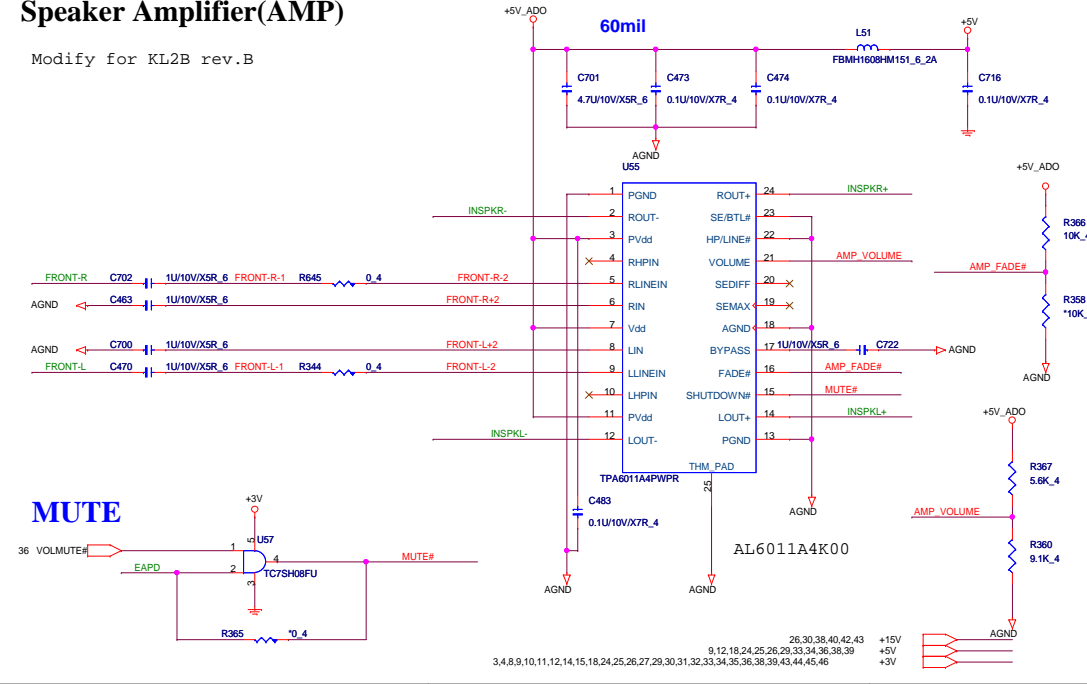 Speaker Amplifier(AMP)
Modify for KL2B rev.B
+5V_ADO
60mil
+5V
L51
FBMH1608HM151_6_2A
C701
4.7U/10V/X5R_6
C473
0.1U/10V/X7R_4
C474
0.1U/10V/X7R_4
C716
0.1U/10V/X7R_4
AGND
U55
1 PGND
2 ROUT-
3 PVdd
4 RHPIN
5 RLINEIN
6 RIN
7 Vdd
8 LIN
9 LLINEIN
10 LHPIN
11 PVdd
12 LOUT-
ROUT+ 24
SE/BTL# 23
HP/LINE# 22
VOLUME 21
SEDIFF 20
SEMAX 19
AGND 18
BYPASS 17
FADE# 16
SHUTDOWN# 15
LOUT+ 14
PGND 13
THM_PAD
25
TPA6011A4PWPR
INSPKR-
INSPKL-
FRONT-R C702 1U/10V/X5R_6 FRONT-R-1 R645 0_4 FRONT-R-2
AGND C463 1U/10V/X5R_6 FRONT-R+2
AGND C700 1U/10V/X5R_6 FRONT-L+2
FRONT-L C470 1U/10V/X5R_6 FRONT-L-1 R344 0_4 FRONT-L-2
INSPKR+
AMP_VOLUME
1U/10V/X5R_6 C722 AGND
AMP_FADE#
MUTE#
INSPKL+
AGND
C483
0.1U/10V/X7R_4
AGND
AGND
AL6011A4K00
+5V_ADO
R366
10K_4
AMP_FADE#
R358
*10K_
AGND
+5V_ADO
R367
5.6K_4
AMP_VOLUME
R360
9.1K_4
AGND
MUTE
+3V
36 VOLMUTE#
EAPD
1
2
5
U57
4
3
TC7SH08FU
MUTE#
R365 *0_4
26,30,38,40,42,43 +15V
9,12,18,24,25,26,29,33,34,36,38,39 +5V
3,4,8,9,10,11,12,14,15,18,24,25,26,27,29,30,31,32,33,34,35,36,38,39,43,44,45,46 +3V